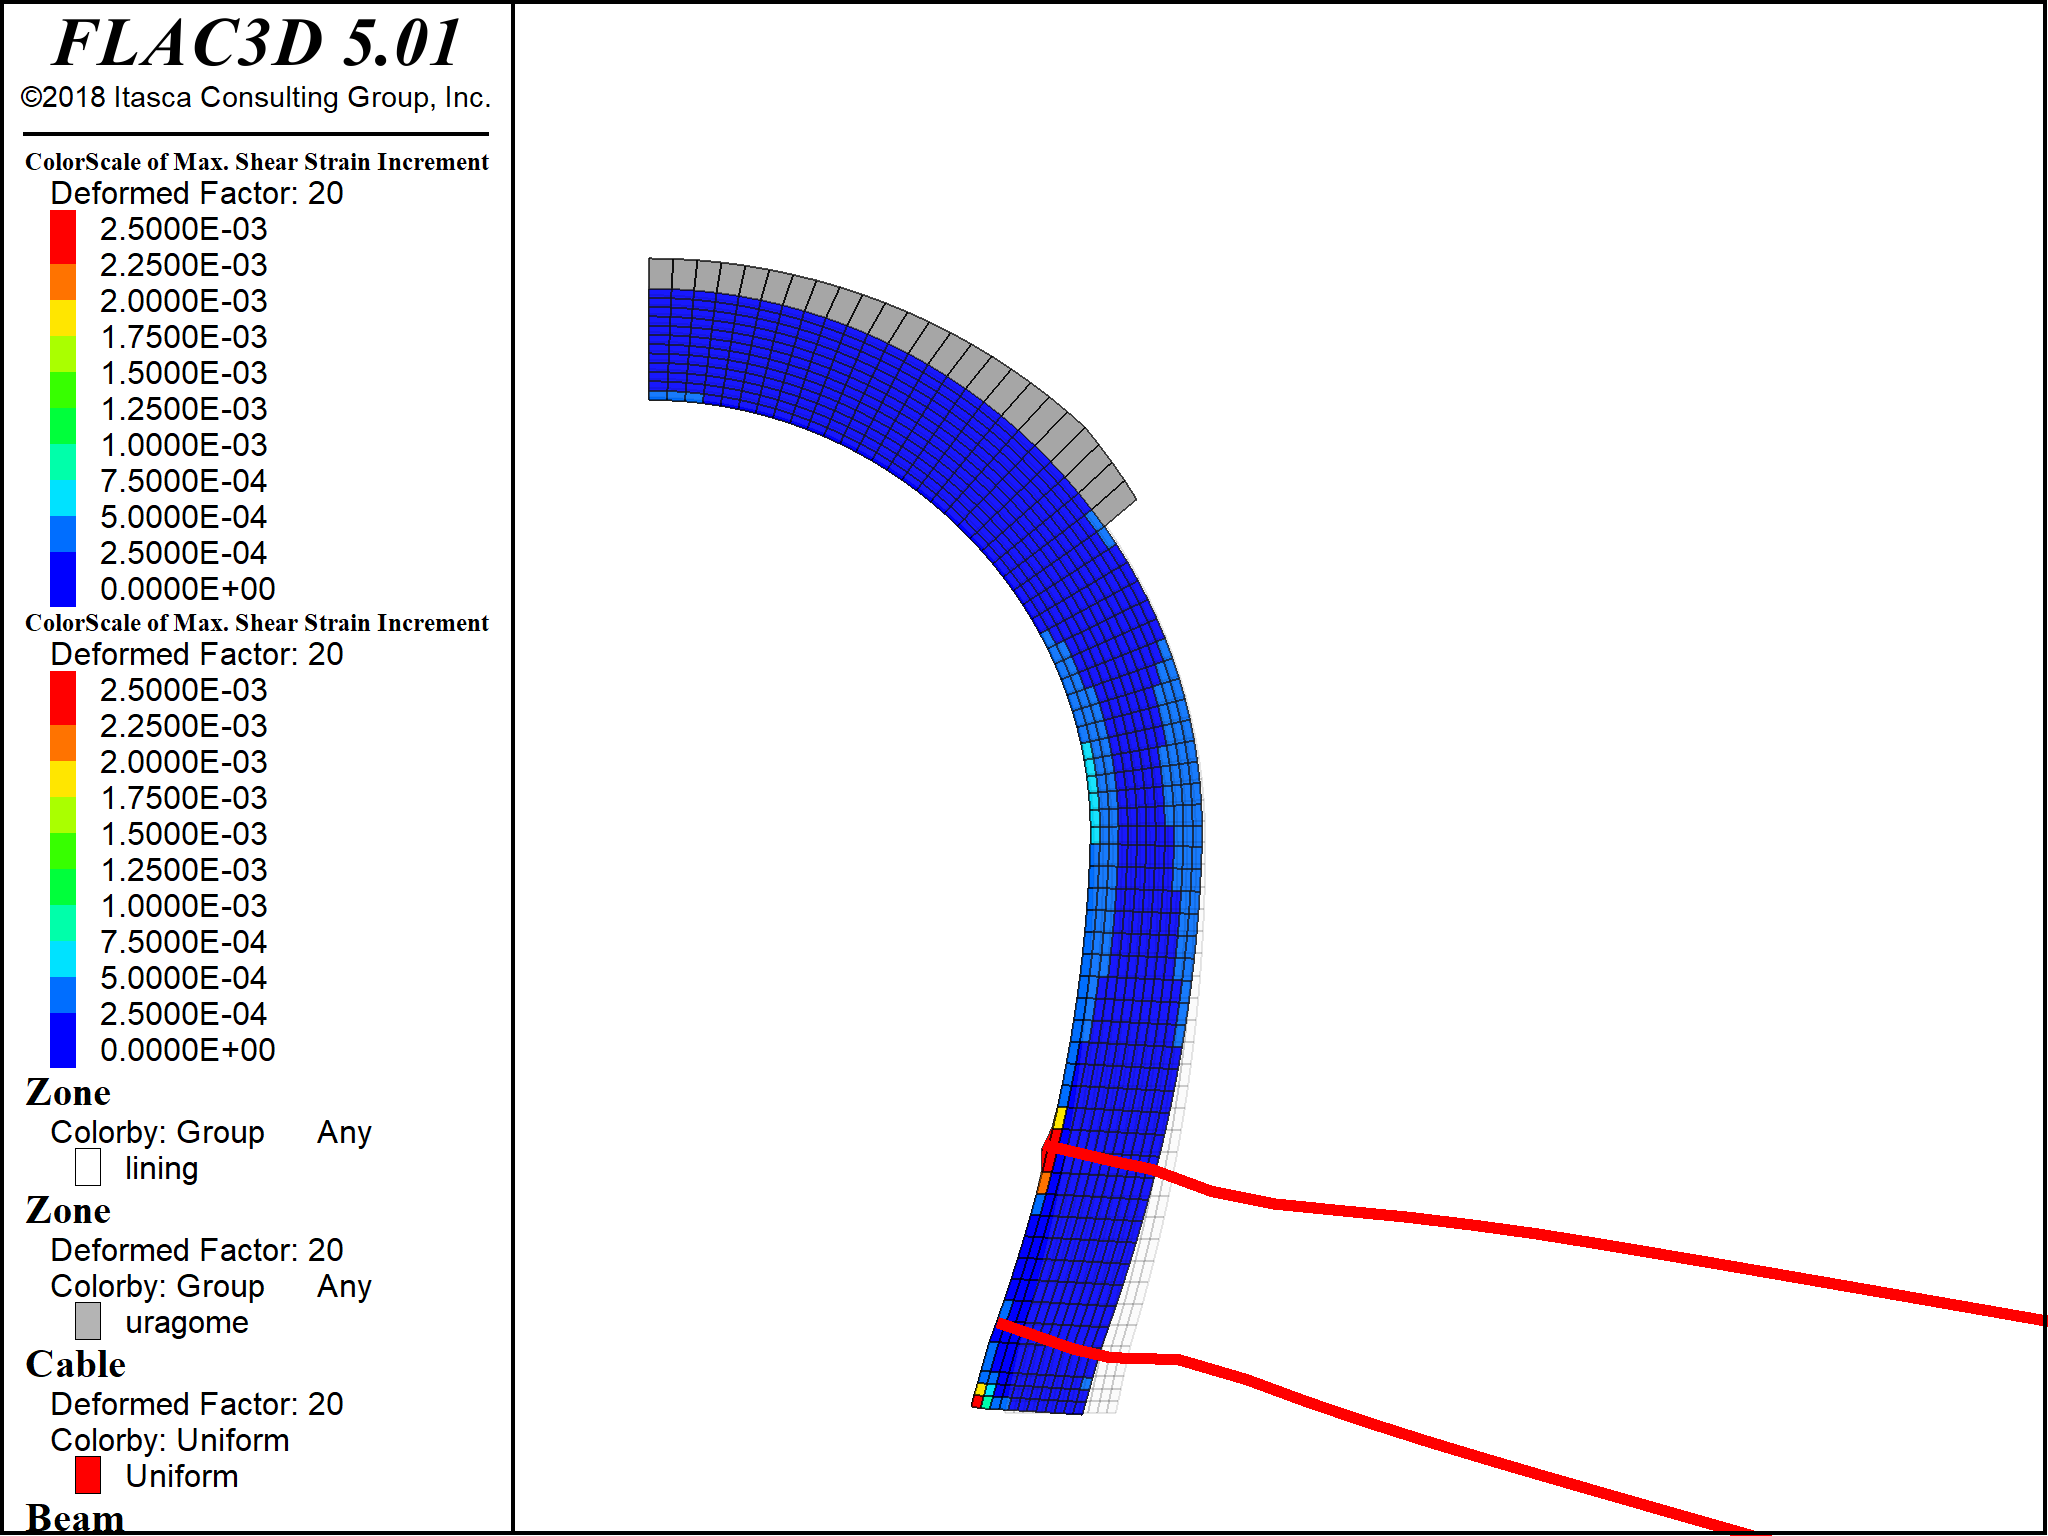 FLAC3D 5.01
©2018 Itasca Consulting Group, Inc.
ColorScale of Max. Shear Strain Increment
Deformed Factor: 20
2.5000E-03
2.2500E-03
2.0000E-03
1.7500E-03
1.5000E-03
1.2500E-03
1.0000E-03
7.5000E-04
5.0000E-04
2.5000E-04
0.0000E+00
ColorScale of Max. Shear Strain Increment
Deformed Factor: 20
2.5000E-03
2.2500E-03
2.0000E-03
1.7500E-03
1.5000E-03
1.2500E-03
1.0000E-03
7.5000E-04
5.0000E-04
2.5000E-04
0.0000E+00
Zone
Colorby: Group Any
lining
Zone
Deformed Factor: 20
Colorby: Group Any
uragome
Cable
Deformed Factor: 20
Colorby: Uniform
Uniform
Beam